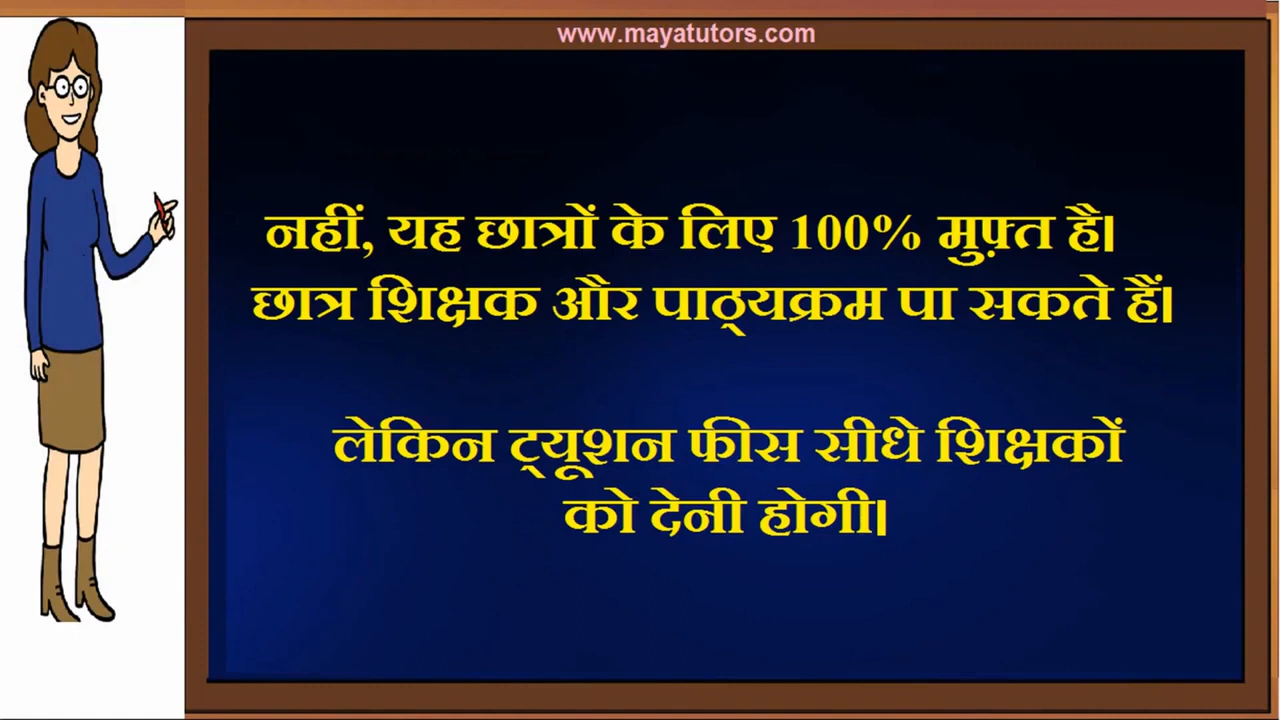 www.mayatutors.com
नहीं, यह छात्रों के लिए 100% मुफ़्त है।
छात्र शिक्षक और पाठ्यक्रम पा सकते हैं।
लेकिन ट्यूशन फीस सीधे शिक्षकों
को देनी होगी।